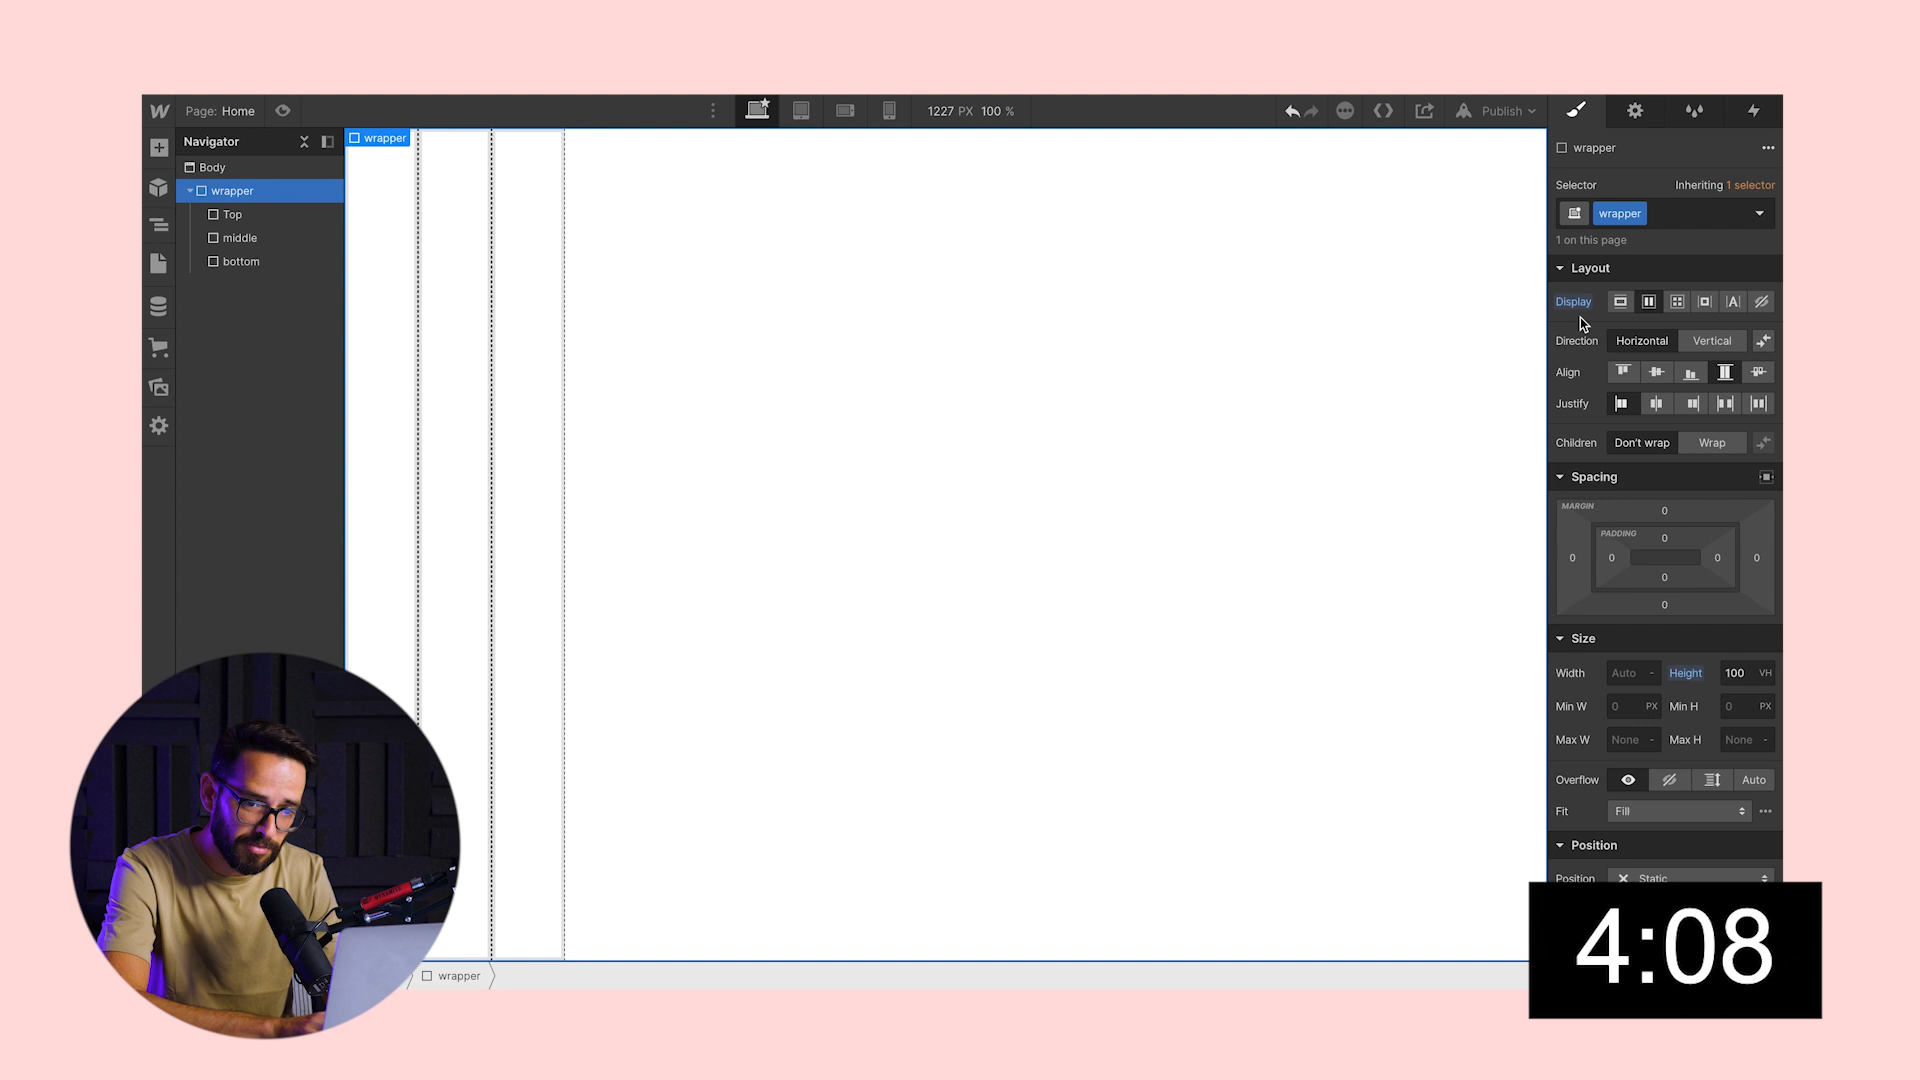 Page: Home
1227 PX 100 %
Publish
Navigator
Body
wrapper
Top
middle
bottom
wrapper
wrapper
Selector
Inheriting 1 selector
wrapper
1 on this page
Layout
Display
Direction
Horizontal
Vertical
Align
Justify
Children
Don't wrap
Wrap
Spacing
MARGIN
0
PADDING
0
0
0
0
0
0
0
Size
Width
Auto
-
Height
100
VH
Min W
0
PX
Min H
0
PX
Max W
None
-
Max H
None
-
Overflow
Auto
Fit
Fill
Position
Position
Static
wrapper
4:08